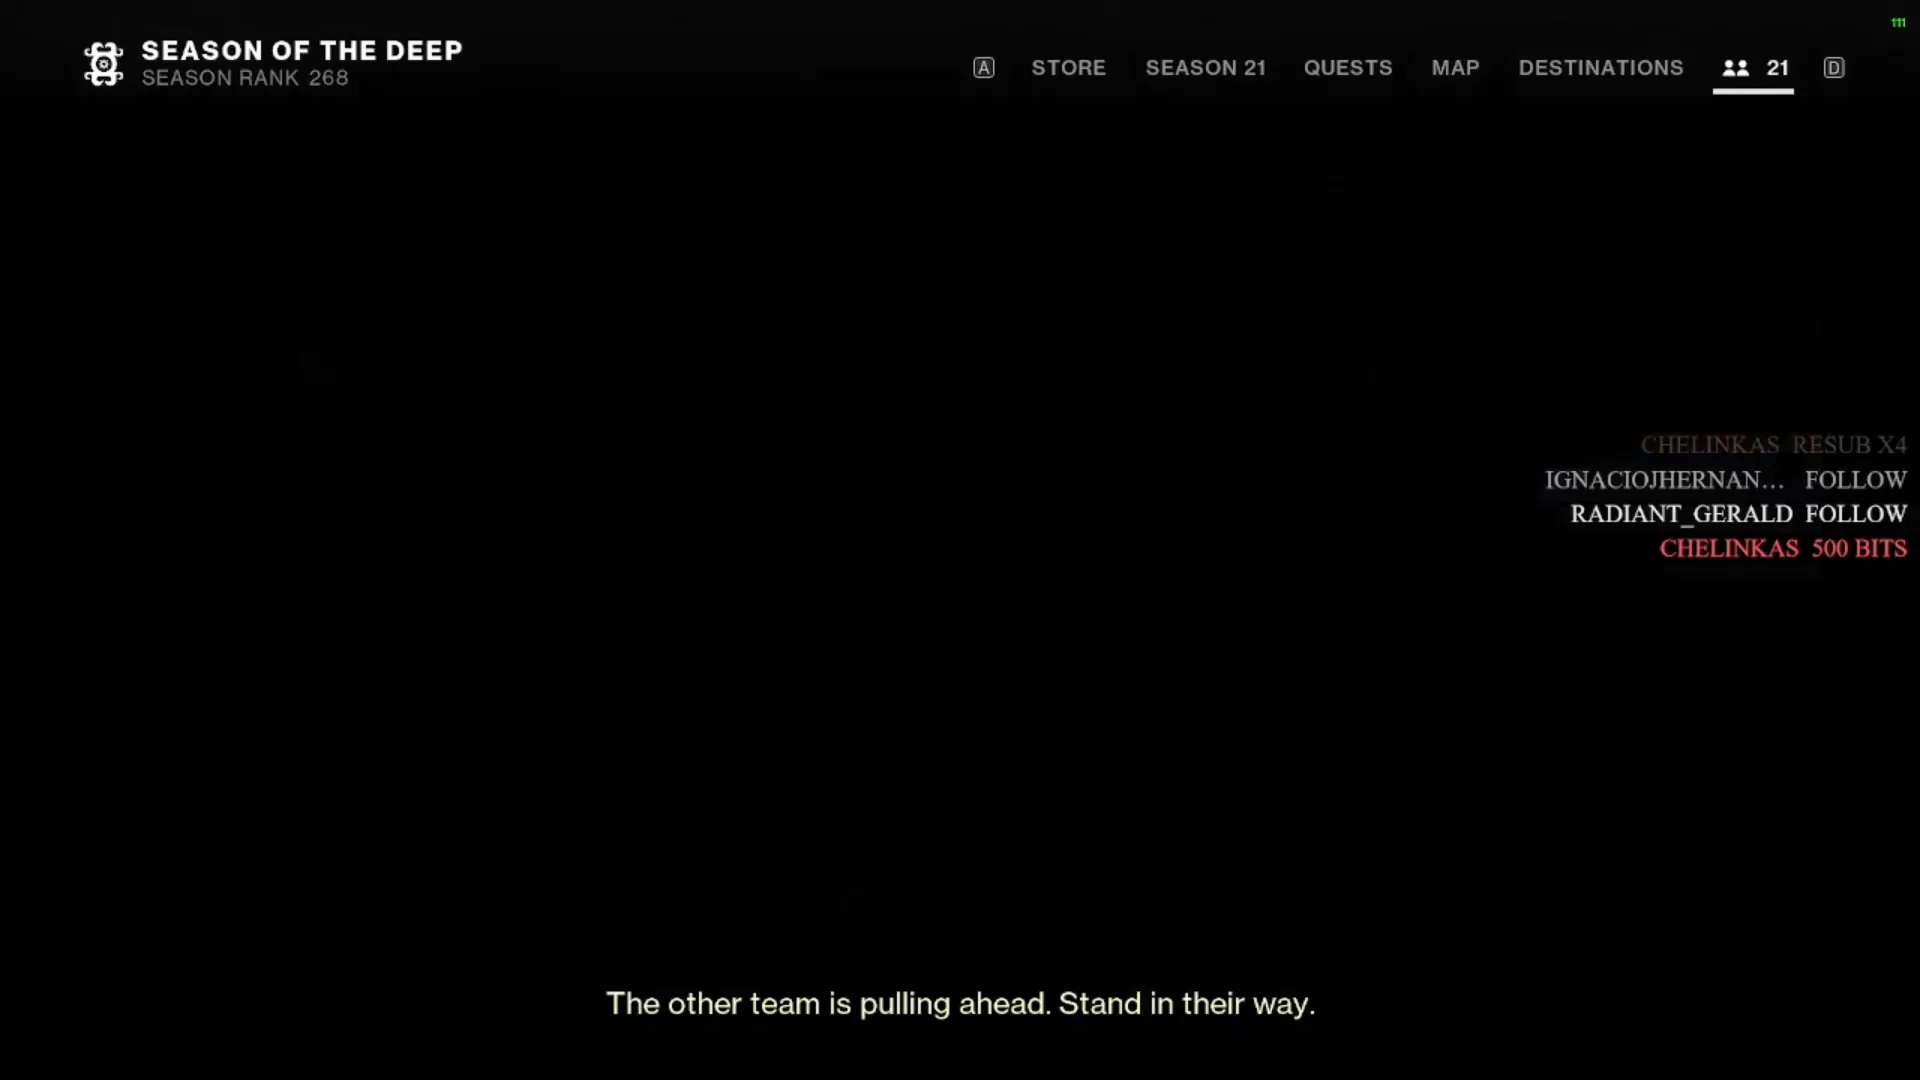 111
SEASON OF THE DEEP
SEASON RANK 268
A STORE SEASON 21 QUESTS MAP DESTINATIONS 21 D
CHELINKAS RESUB X4
IGNACIOJHERNAN... FOLLOW
RADIANT_GERALD FOLLOW
CHELINKAS 500 BITS
The other team is pulling ahead. Stand in their way.